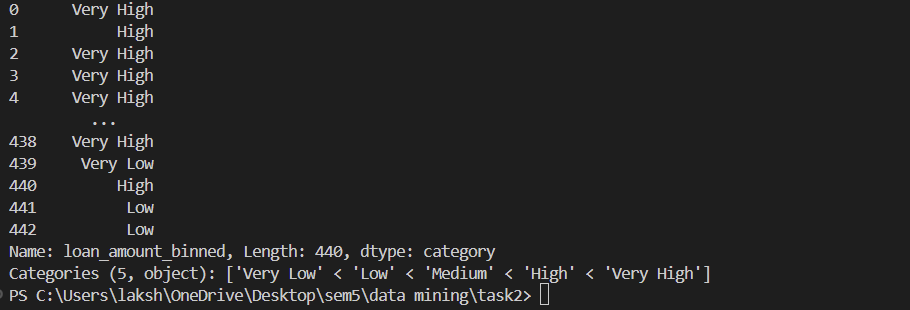 0      Very High
1           High
2      Very High
3      Very High
4      Very High
         ...
438    Very High
439     Very Low
440         High
441          Low
442          Low
Name: loan_amount_binned, Length: 440, dtype: category
Categories (5, object): ['Very Low' < 'Low' < 'Medium' < 'High' < 'Very High']
PS C:\Users\laksh\OneDrive\Desktop\sem5\data mining\task2>